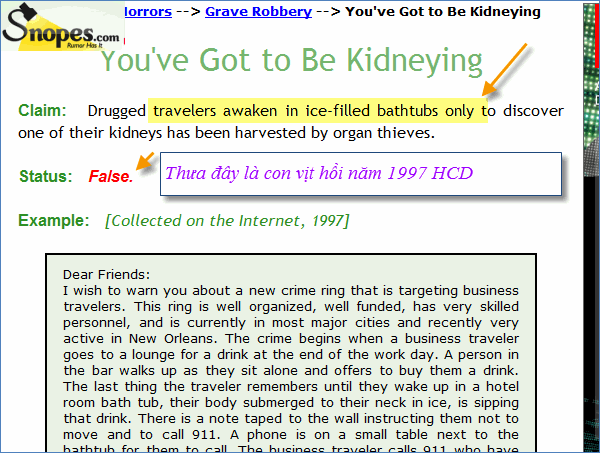 Horrors --> Grave Robbery --> You've Got to Be Kidneying
Snopes.com
Rumor Has It
You've Got to Be Kidneying
Claim: Drugged travelers awaken in ice-filled bathtubs only to discover
one of their kidneys has been harvested by organ thieves.
Status: False.
Thưa đây là con vịt hồi năm 1997 HCD
Example: [Collected on the Internet, 1997]
Dear Friends:
I wish to warn you about a new crime ring that is targeting business
travelers. This ring is well organized, well funded, has very skilled
personnel, and is currently in most major cities and recently very
active in New Orleans. The crime begins when a business traveler
goes to a lounge for a drink at the end of the work day. A person in
the bar walks up as they sit alone and offers to buy them a drink.
The last thing the traveler remembers until they wake up in a hotel
room bath tub, their body submerged to their neck in ice, is sipping
that drink. There is a note taped to the wall instructing them not to
move and to call 911. A phone is on a small table next to the
bathtub for them to call. The business traveler calls 911 who have